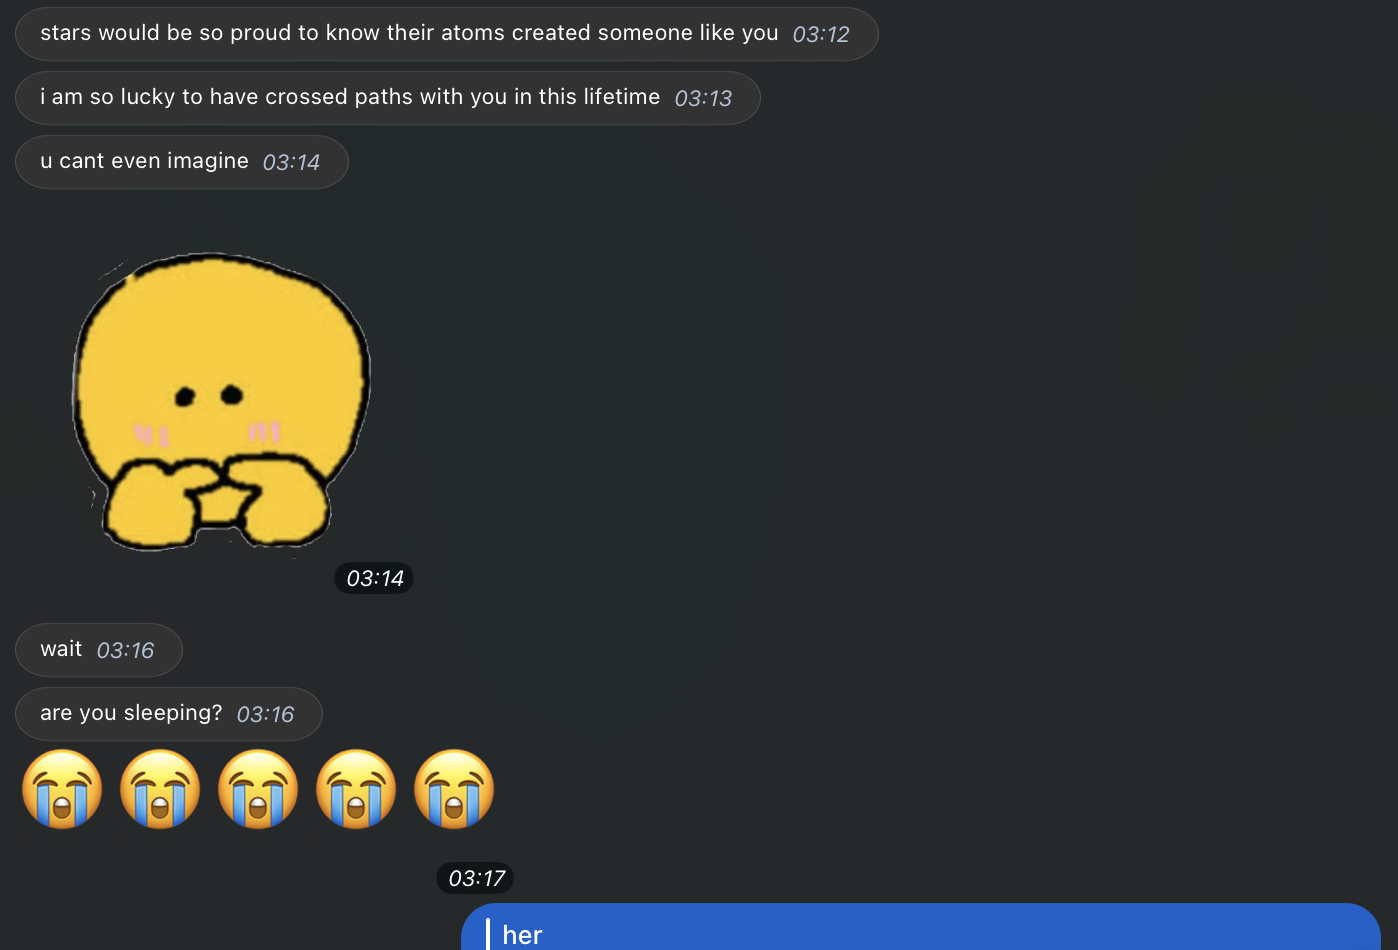 stars would be so proud to know their atoms created someone like you 03:12
i am so lucky to have crossed paths with you in this lifetime 03:13
u cant even imagine 03:14
03:14
wait 03:16
are you sleeping? 03:16
03:17
her